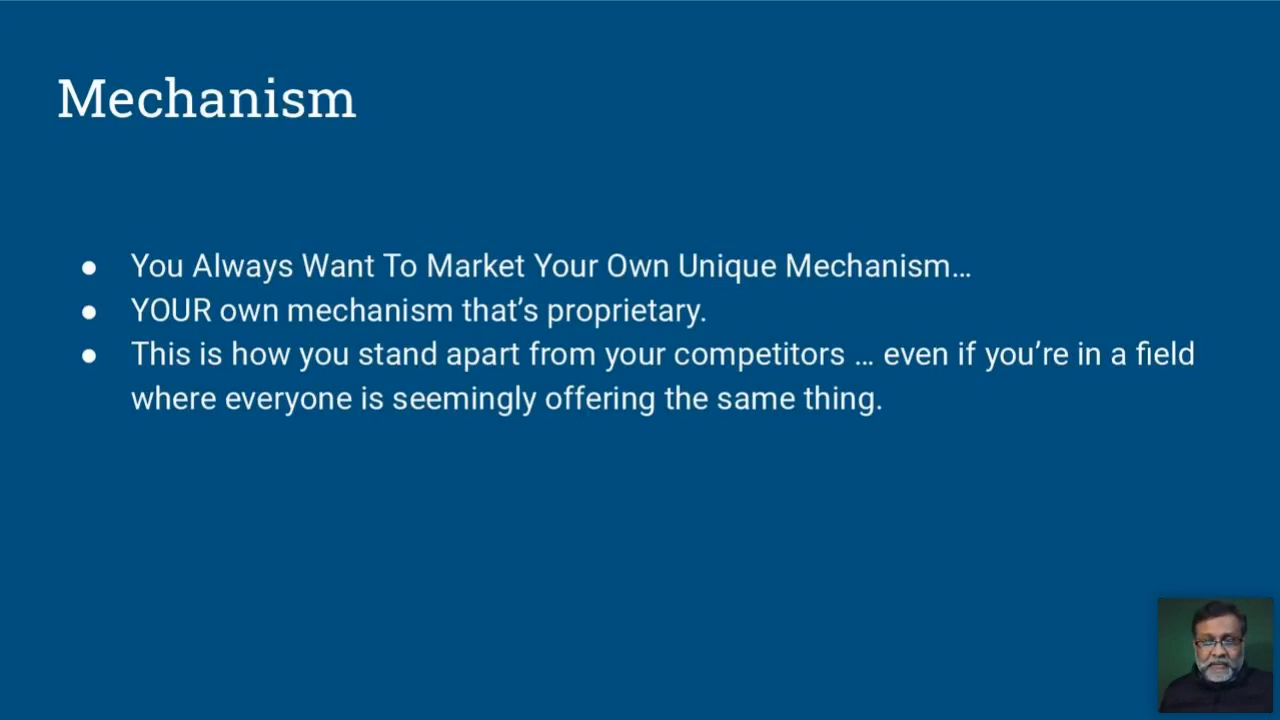 Mechanism
● You Always Want To Market Your Own Unique Mechanism…
● YOUR own mechanism that’s proprietary.
● This is how you stand apart from your competitors … even if you’re in a field
where everyone is seemingly offering the same thing.